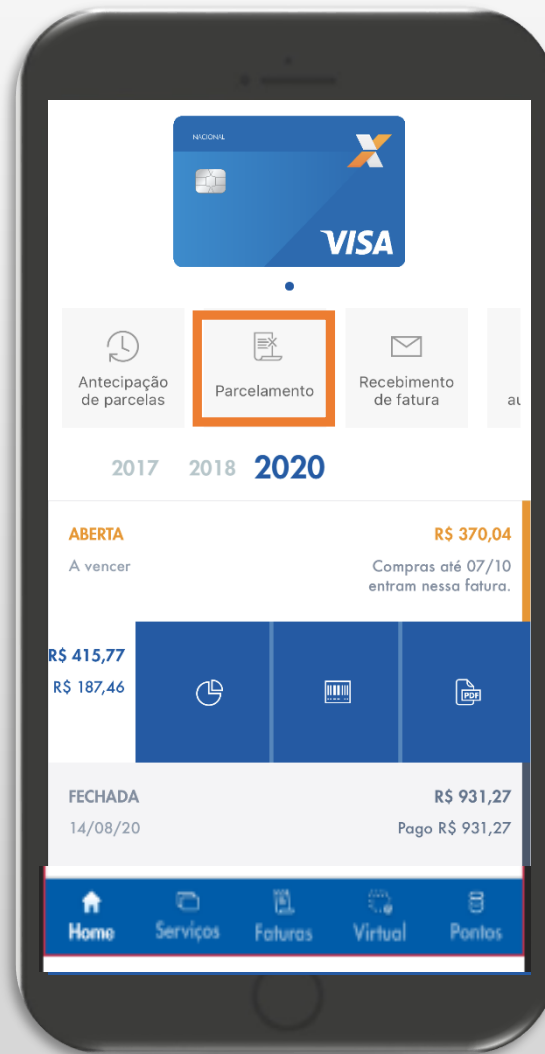 NACIONAL
VISA
Antecipação
de parcelas
Parcelamento
Recebimento
de fatura
au
2017 2018 2020
ABERTA R$ 370,04
A vencer Compras até 07/10
entram nessa fatura.
R$ 415,77
R$ 187,46
PDF
FECHADA R$ 931,27
14/08/20 Pago R$ 931,27
Home Serviços Faturas Virtual Pontos